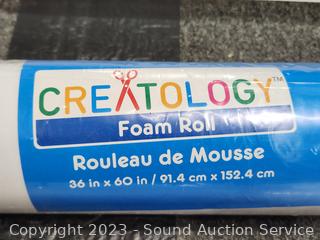 CREATOLOGY™
Foam Roll
Rouleau de Mousse
36 in x 60 in / 91.4 cm x 152.4 cm
Copyright 2023 - Sound Auction Service